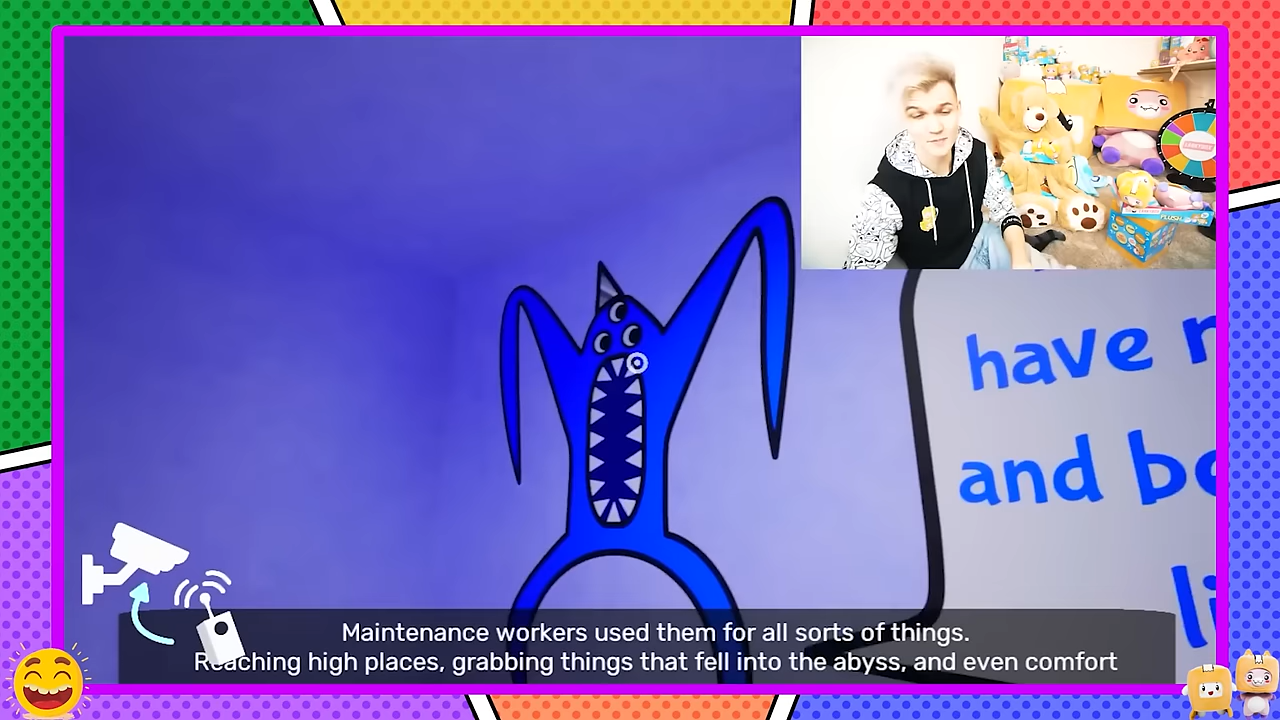 have
and
Maintenance workers used them for all sorts of things.
Reaching high places, grabbing things that fell into the abyss, and even comfort